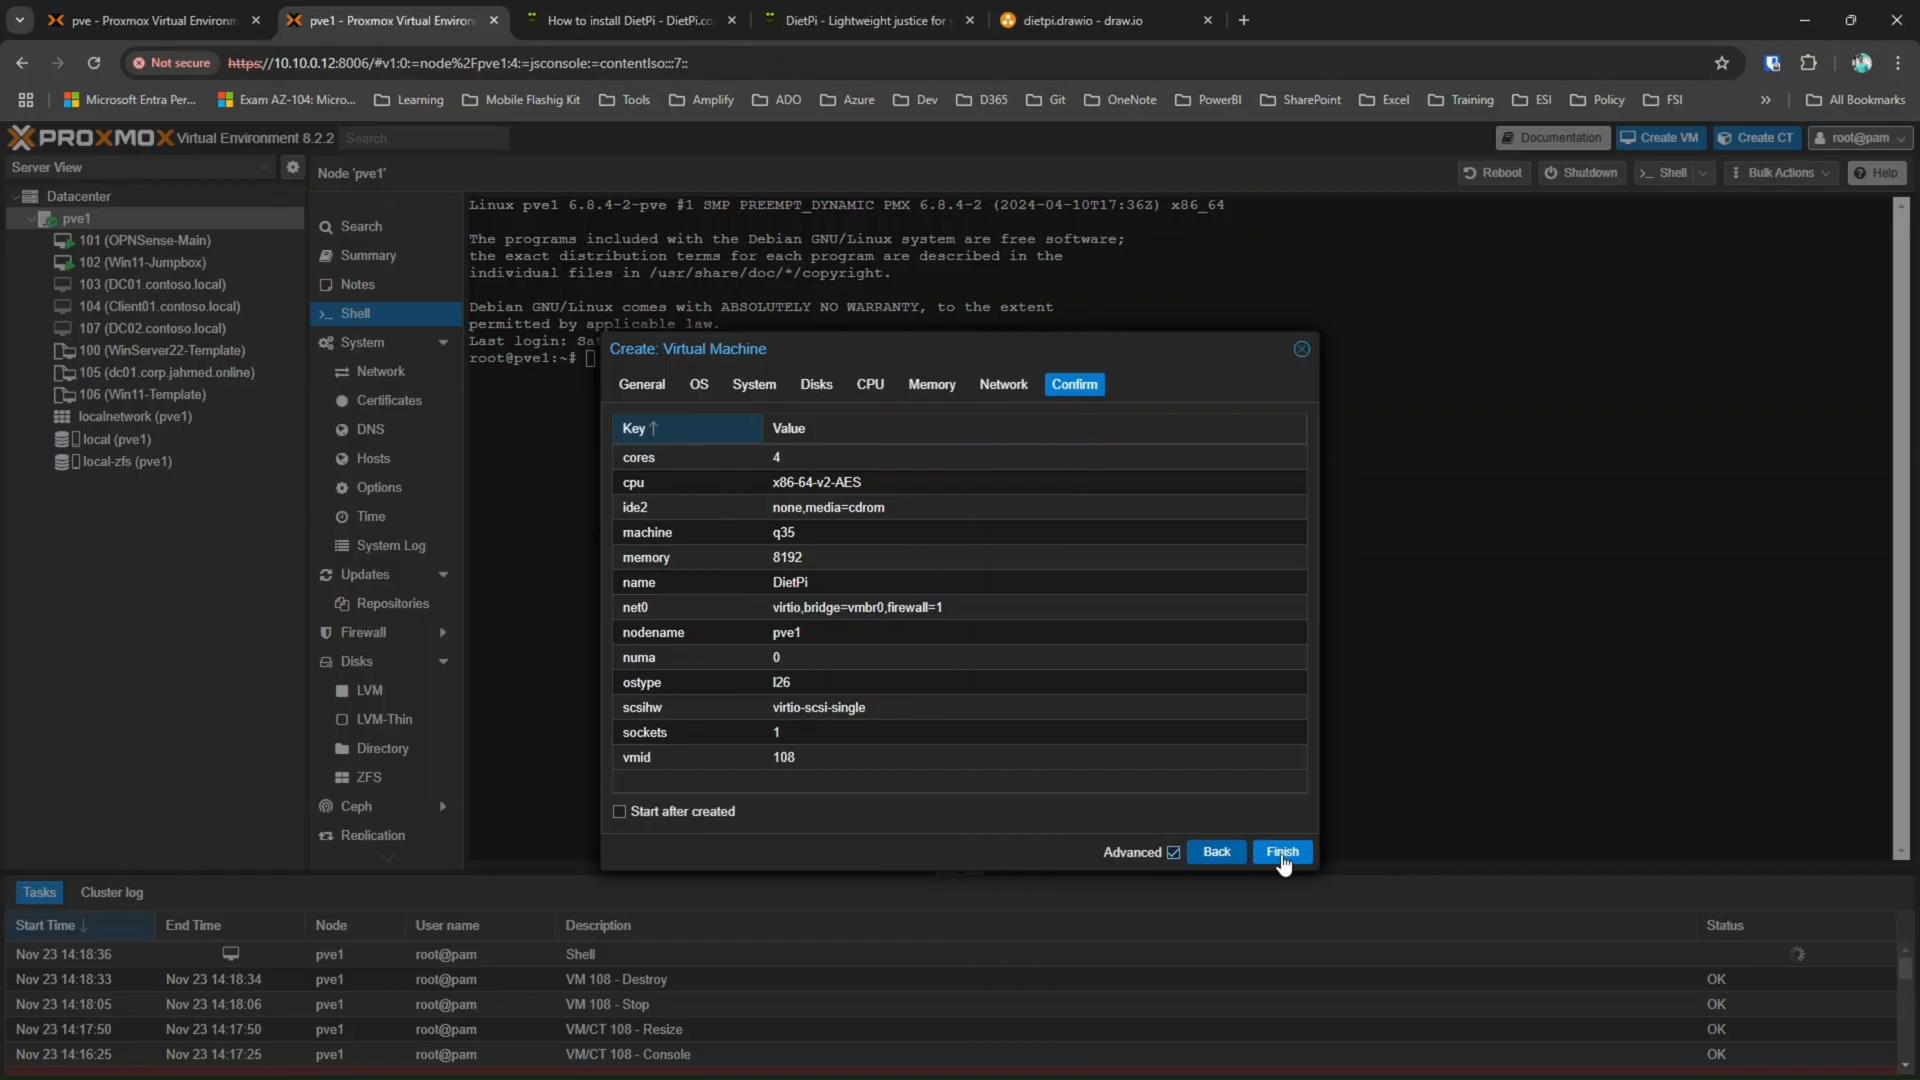 pve - Proxmox Virtual Environm
pve1 - Proxmox Virtual Environ
How to install DietPi - DietPi.co
DietPi - Lightweight justice for
dietpi.drawio - draw.io
Not secure
https://10.10.0.12:8006/#v1:0:=node%2Fpve1:4:=jsconsole:=contentIso:::7::
Microsoft Entra Per...
Exam AZ-104: Micro...
Learning
Mobile Flashig Kit
Tools
Amplify
ADO
Azure
Dev
D365
Git
OneNote
PowerBI
SharePoint
Excel
Training
ESI
Policy
FSI
All Bookmarks
PROXMOX Virtual Environment 8.2.2
Search
Documentation
Create VM
Create CT
root@pam
Server View
Node 'pve1'
Reboot
Shutdown
Shell
Bulk Actions
Help
Datacenter
pve1
101 (OPNSense-Main)
102 (Win11-Jumpbox)
103 (DC01.contoso.local)
104 (Client01.contoso.local)
107 (DC02.contoso.local)
100 (WinServer22-Template)
105 (dc01.corp.jahmed.online)
106 (Win11-Template)
localnetwork (pve1)
local (pve1)
local-zfs (pve1)
Search
Summary
Notes
Shell
System
Network
Certificates
DNS
Hosts
Options
Time
System Log
Updates
Repositories
Firewall
Disks
LVM
LVM-Thin
Directory
ZFS
Ceph
Replication
Linux pve1 6.8.4-2-pve #1 SMP PREEMPT_DYNAMIC PMX 6.8.4-2 (2024-04-10T17:36Z) x86_64
The programs included with the Debian GNU/Linux system are free software;
the exact distribution terms for each program are described in the
individual files in /usr/share/doc/*/copyright.
Debian GNU/Linux comes with ABSOLUTELY NO WARRANTY, to the extent
permitted by applicable law.
Last login: Sa
root@pve1:~#
Create: Virtual Machine
General
OS
System
Disks
CPU
Memory
Network
Confirm
Key ↑ Value
cores 4
cpu x86-64-v2-AES
ide2 none,media=cdrom
machine q35
memory 8192
name DietPi
net0 virtio,bridge=vmbr0,firewall=1
nodename pve1
numa 0
ostype l26
scsihw virtio-scsi-single
sockets 1
vmid 108
Start after created
Advanced
Back
Finish
Tasks
Cluster log
Start Time ↓ End Time Node User name Description Status
Nov 23 14:18:36 pve1 root@pam Shell
Nov 23 14:18:33 Nov 23 14:18:34 pve1 root@pam VM 108 - Destroy OK
Nov 23 14:18:05 Nov 23 14:18:06 pve1 root@pam VM 108 - Stop OK
Nov 23 14:17:50 Nov 23 14:17:50 pve1 root@pam VM/CT 108 - Resize OK
Nov 23 14:16:25 Nov 23 14:17:25 pve1 root@pam VM/CT 108 - Console OK